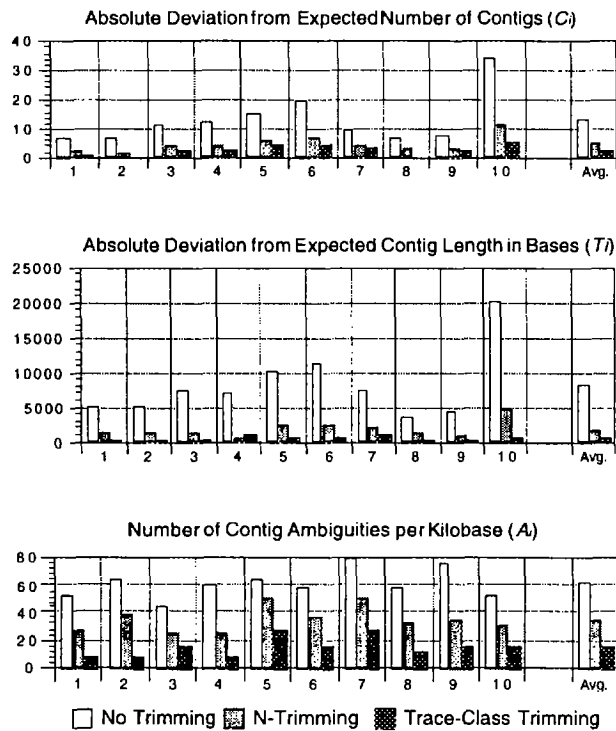 Absolute Deviation from Expected Number of Contigs (Ci)
40
30
20
10
0
1 2 3 4 5 6 7 8 9 10 Avg.
Absolute Deviation from Expected Contig Length in Bases (Ti)
25000
20000
15000
10000
5000
0
1 2 3 4 5 6 7 8 9 10 Avg.
Number of Contig Ambiguities per Kilobase (Ai)
80
60
40
20
0
1 2 3 4 5 6 7 8 9 10 Avg.
No Trimming N-Trimming Trace-Class Trimming